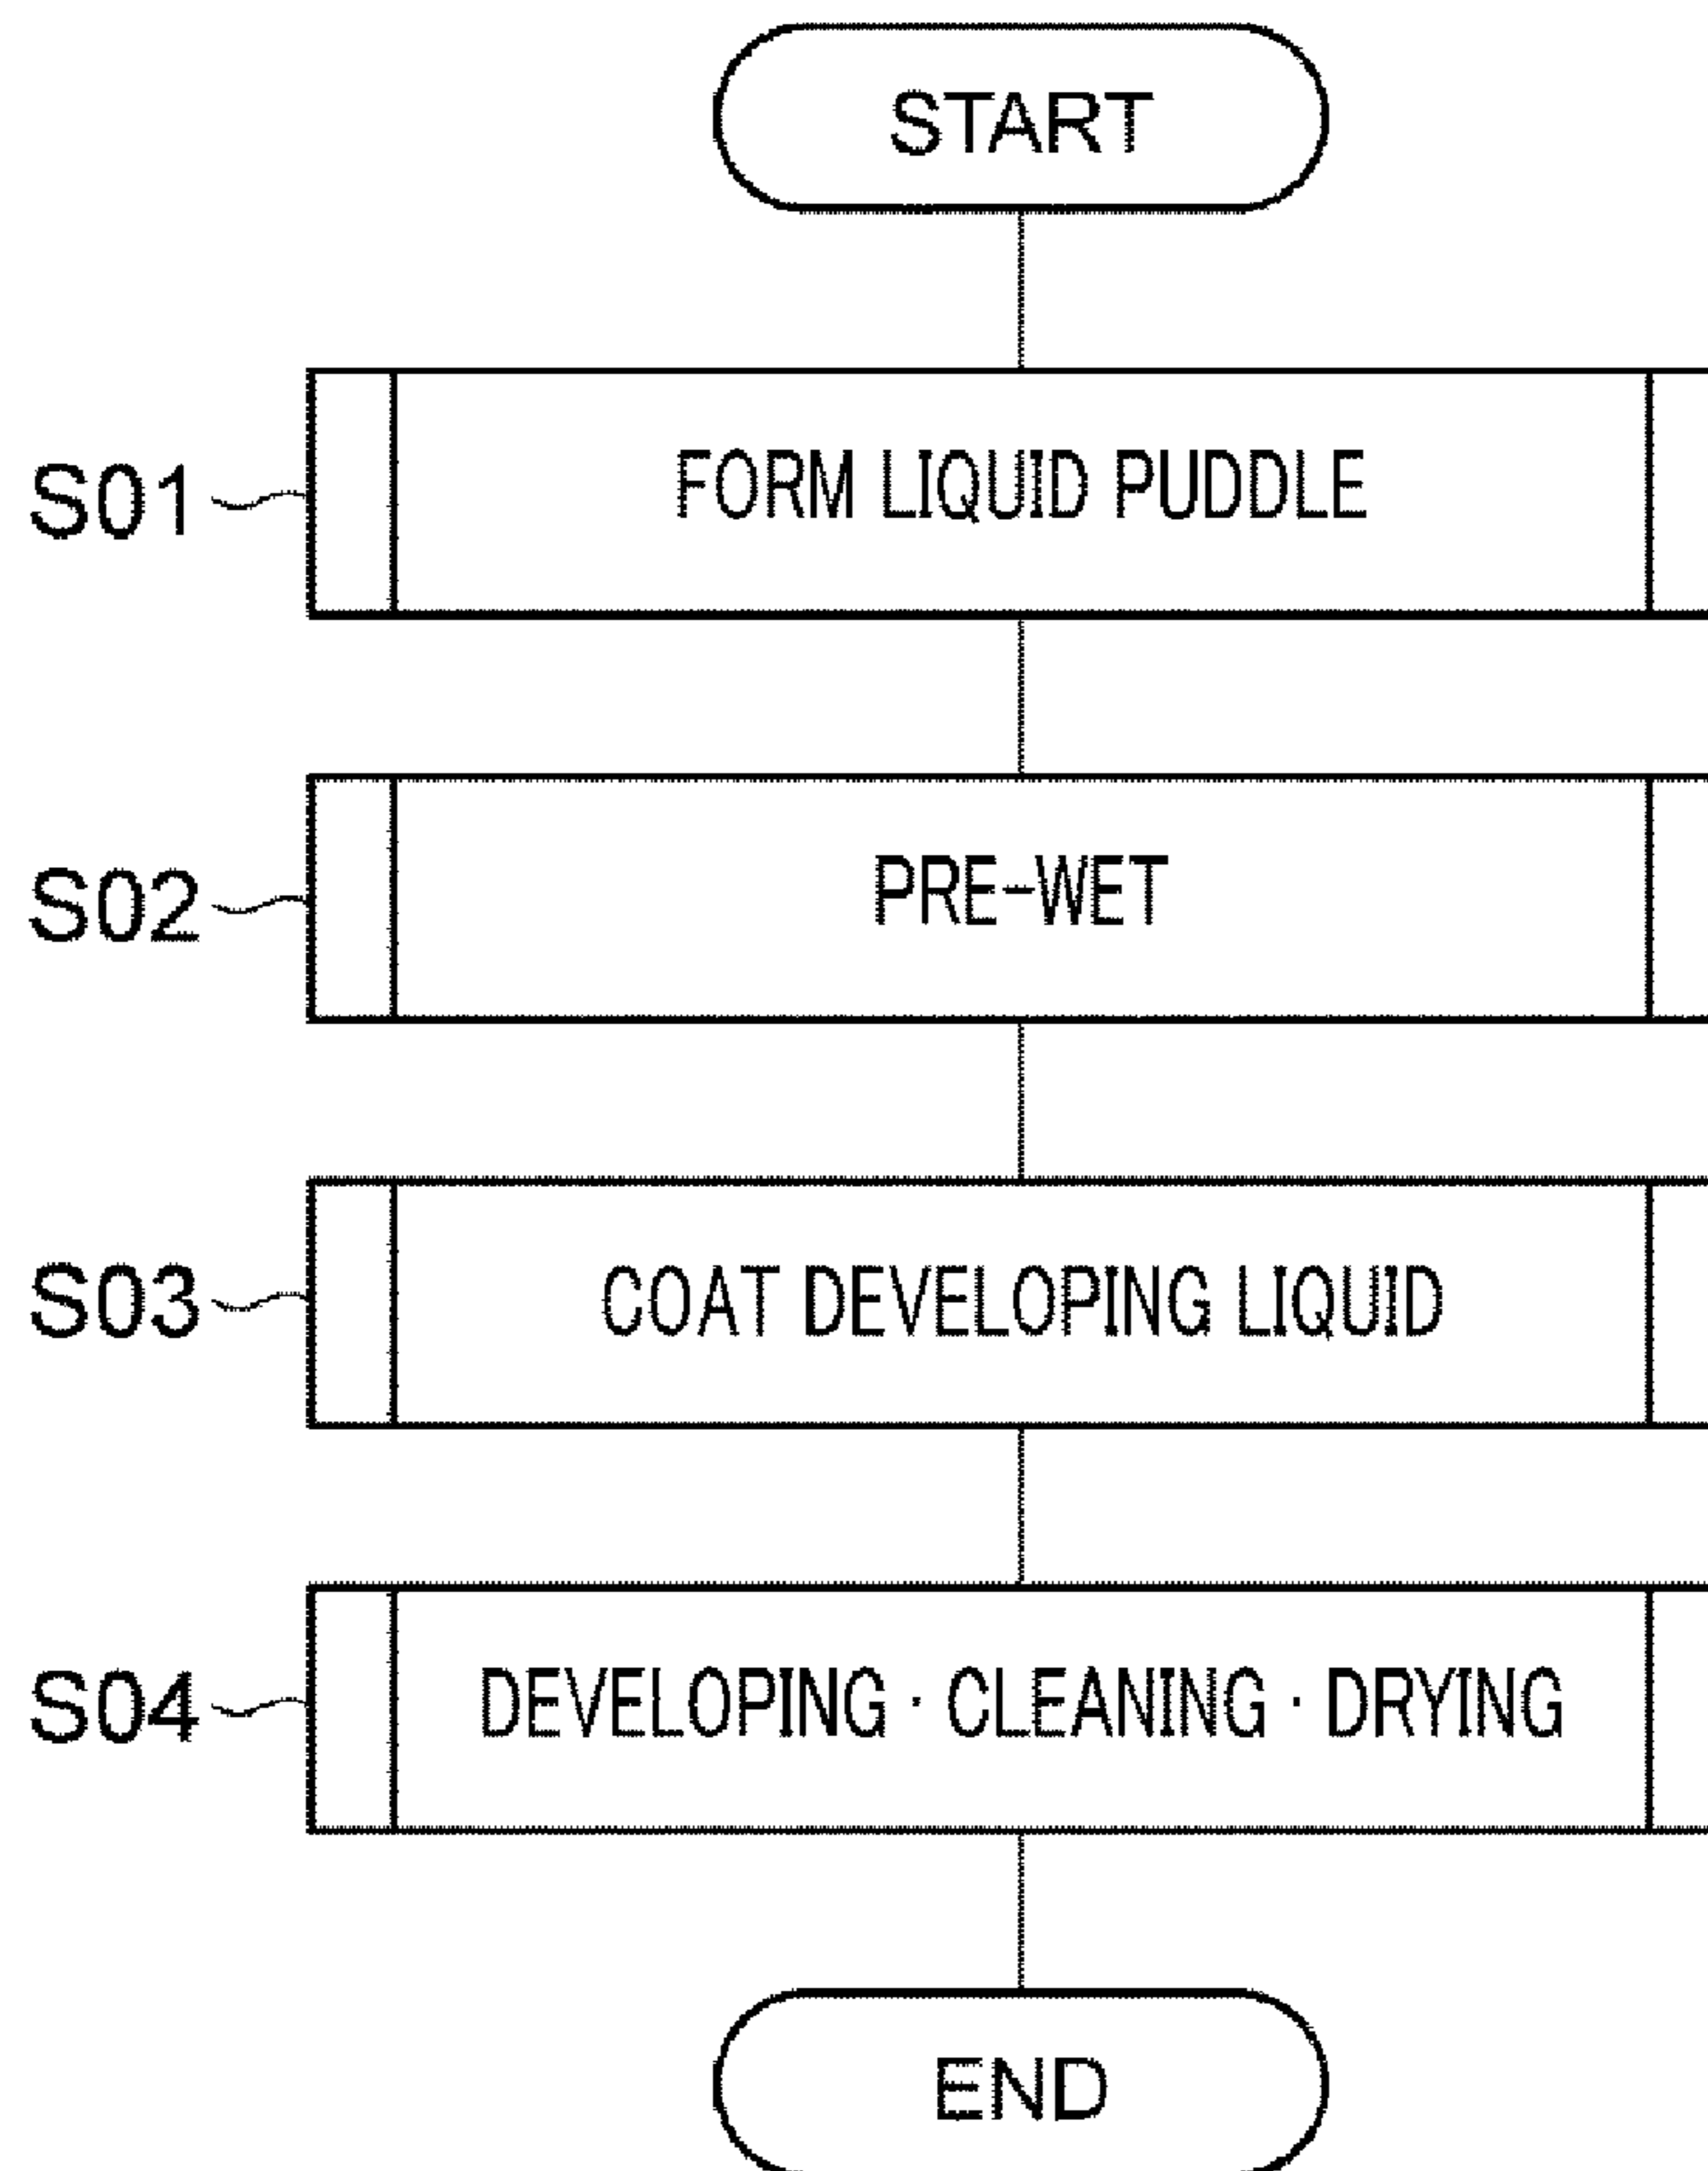 START
S01 FORM LIQUID PUDDLE
S02 PRE-WET
S03 COAT DEVELOPING LIQUID
S04 DEVELOPING · CLEANING · DRYING
END